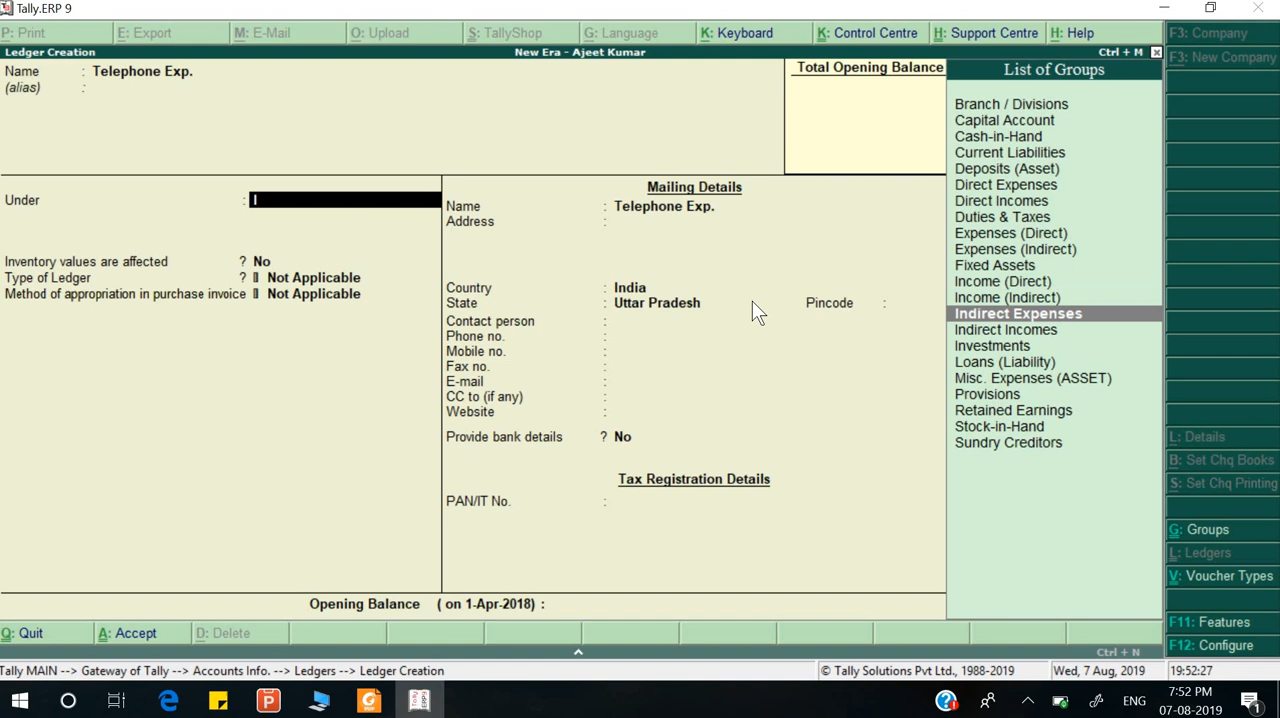 Tally.ERP 9
P: Print E: Export M: E-Mail O: Upload S: TallyShop G: Language K: Keyboard K: Control Centre H: Support Centre H: Help
F3: Company
F3: New Company
Ledger Creation New Era - Ajeet Kumar Ctrl + M
Name : Telephone Exp.
(alias) :
Total Opening Balance
List of Groups
Branch / Divisions
Capital Account
Cash-in-Hand
Current Liabilities
Deposits (Asset)
Direct Expenses
Direct Incomes
Duties & Taxes
Expenses (Direct)
Expenses (Indirect)
Fixed Assets
Income (Direct)
Income (Indirect)
Indirect Expenses
Indirect Incomes
Investments
Loans (Liability)
Misc. Expenses (ASSET)
Provisions
Retained Earnings
Stock-in-Hand
Sundry Creditors
Under : I
Inventory values are affected ? No
Type of Ledger ? Not Applicable
Method of appropriation in purchase invoice Not Applicable
Mailing Details
Name : Telephone Exp.
Address :
Country : India
State : Uttar Pradesh Pincode :
Contact person :
Phone no. :
Mobile no. :
Fax no. :
E-mail :
CC to (if any) :
Website :
Provide bank details ? No
Tax Registration Details
PAN/IT No. :
Opening Balance ( on 1-Apr-2018) :
L: Details
B: Set Chq Books
S: Set Chq Printing
G: Groups
L: Ledgers
V: Voucher Types
F11: Features
F12: Configure
Q: Quit A: Accept D: Delete
Ctrl + N
Tally MAIN --> Gateway of Tally --> Accounts Info. --> Ledgers --> Ledger Creation © Tally Solutions Pvt Ltd., 1988-2019 Wed, 7 Aug, 2019 19:52:27
ENG
7:52 PM
07-08-2019
1